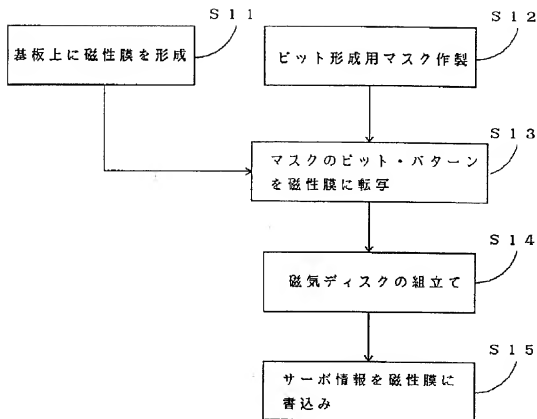 S11
基板上に磁性膜を形成
S12
ビット形成用マスク作製
S13
マスクのビット・パターン
を磁性膜に転写
S14
磁気ディスクの組立て
S15
サーボ情報を磁性膜に
書込み